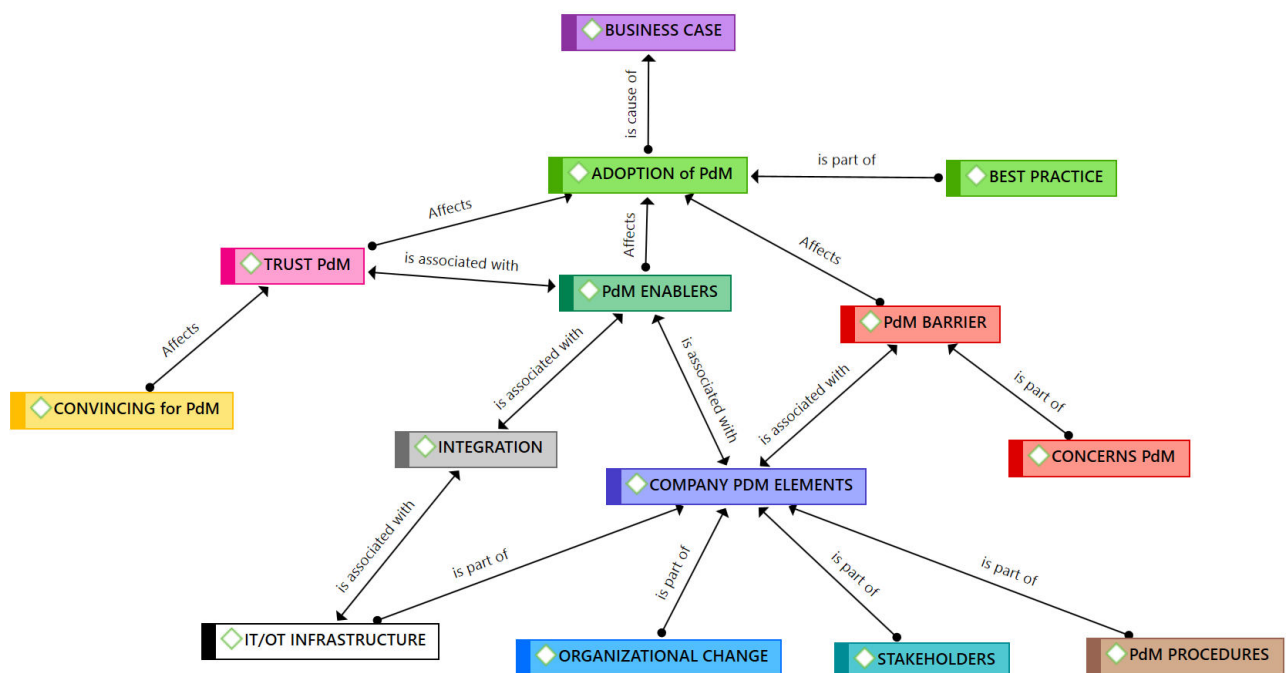 BUSINESS CASE
is cause of
ADOPTION of PdM
is part of
BEST PRACTICE
Affects
Affects
Affects
TRUST PdM
is associated with
PdM ENABLERS
PdM BARRIER
Affects
is associated with
is associated with
is associated with
is part of
CONVINCING for PdM
INTEGRATION
CONCERNS PdM
COMPANY PDM ELEMENTS
is associated with
is part of
is part of
is part of
is part of
IT/OT INFRASTRUCTURE
ORGANIZATIONAL CHANGE
STAKEHOLDERS
PdM PROCEDURES